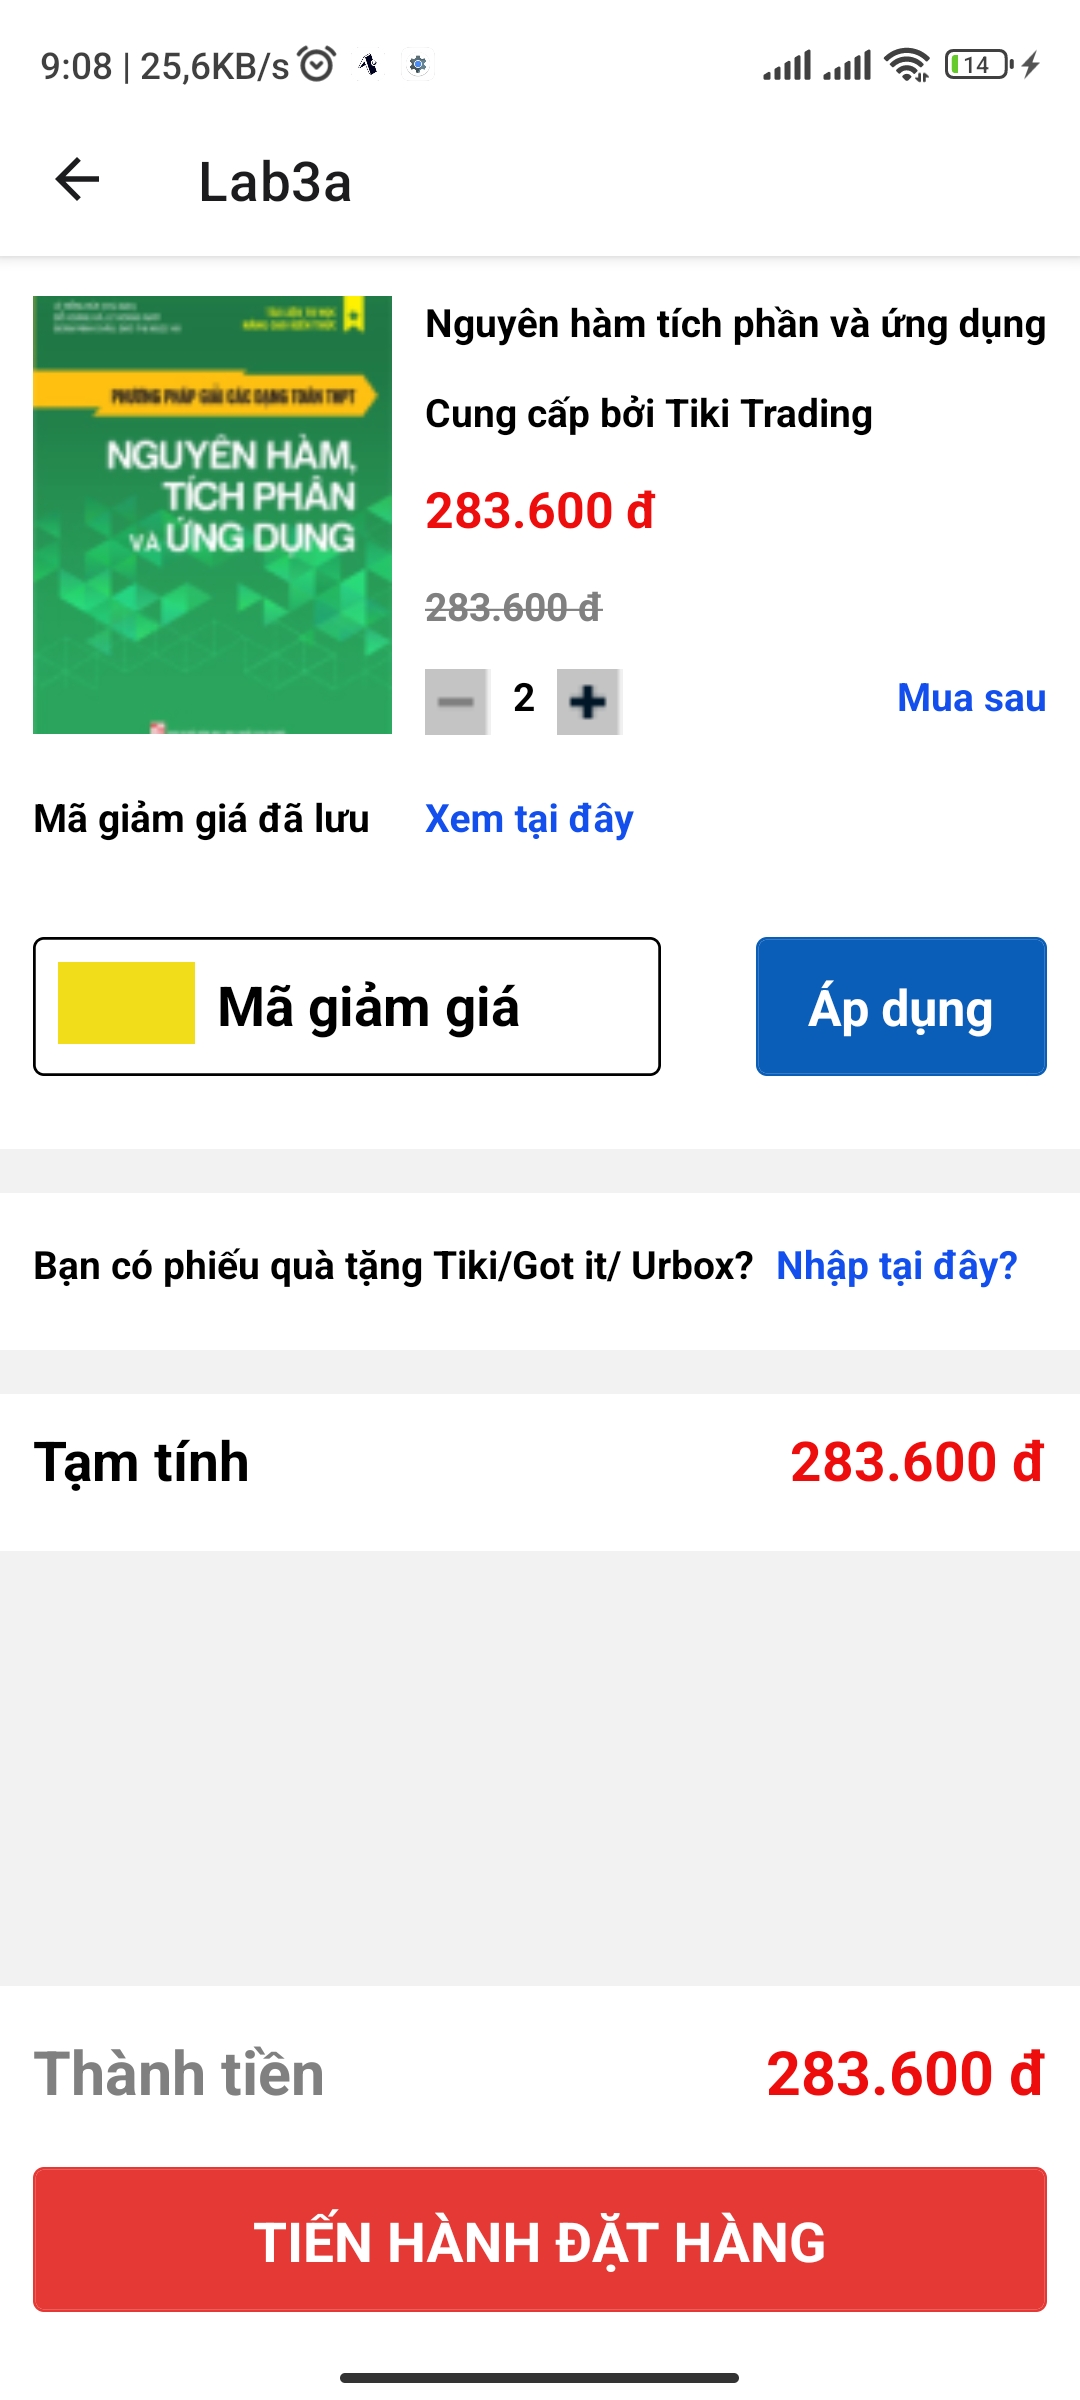 9:08 | 25,6KB/s 14
Lab3a
PHƯƠNG PHÁP GIẢI CÁC DẠNG TOÁN THPT
NGUYÊN HÀM,
TÍCH PHÂN
VÀ ỨNG DỤNG
Nguyên hàm tích phần và ứng dụng
Cung cấp bởi Tiki Trading
283.600 đ
283.600 đ
2 Mua sau
Mã giảm giá đã lưu Xem tại đây
Mã giảm giá Áp dụng
Bạn có phiếu quà tặng Tiki/Got it/ Urbox? Nhập tại đây?
Tạm tính 283.600 đ
Thành tiền 283.600 đ
TIẾN HÀNH ĐẶT HÀNG